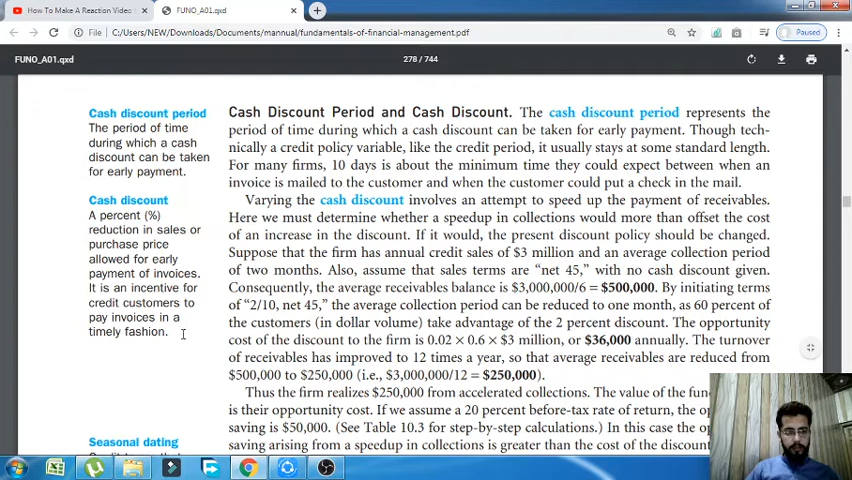 How To Make A Reaction Video
FUNO_A01.qxd
Paused
File
C:/Users/NEW/Downloads/Documents/mannual/fundamentals-of-financial-management.pdf
FUNO_A01.qxd
278 / 744
Cash discount period
The period of time
during which a cash
discount can be taken
for early payment.
Cash discount
A percent (%)
reduction in sales or
purchase price
allowed for early
payment of invoices.
It is an incentive for
credit customers to
pay invoices in a
timely fashion.
Seasonal dating
Cash Discount Period and Cash Discount. The cash discount period represents the
period of time during which a cash discount can be taken for early payment. Though tech-
nically a credit policy variable, like the credit period, it usually stays at some standard length.
For many firms, 10 days is about the minimum time they could expect between when an
invoice is mailed to the customer and when the customer could put a check in the mail.
Varying the cash discount involves an attempt to speed up the payment of receivables.
Here we must determine whether a speedup in collections would more than offset the cost
of an increase in the discount. If it would, the present discount policy should be changed.
Suppose that the firm has annual credit sales of $3 million and an average collection period
of two months. Also, assume that sales terms are “net 45,” with no cash discount given.
Consequently, the average receivables balance is $3,000,000/6 = $500,000. By initiating terms
of “2/10, net 45,” the average collection period can be reduced to one month, as 60 percent of
the customers (in dollar volume) take advantage of the 2 percent discount. The opportunity
cost of the discount to the firm is 0.02 × 0.6 × $3 million, or $36,000 annually. The turnover
of receivables has improved to 12 times a year, so that average receivables are reduced from
$500,000 to $250,000 (i.e., $3,000,000/12 = $250,000).
Thus the firm realizes $250,000 from accelerated collections. The value of the fun
is their opportunity cost. If we assume a 20 percent before-tax rate of return, the op
saving is $50,000. (See Table 10.3 for step-by-step calculations.) In this case the op
saving arising from a speedup in collections is greater than the cost of the discount